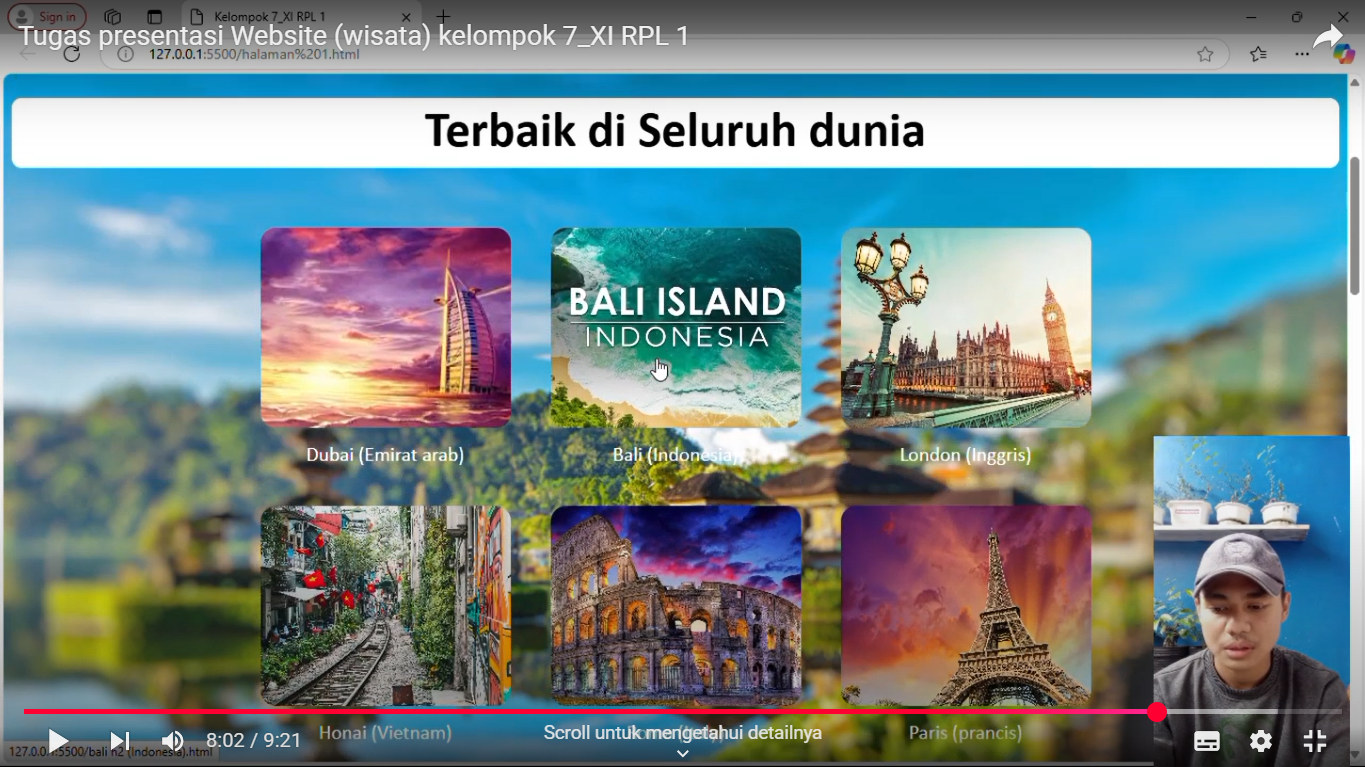 Sign in
Kelompok 7_XI RPL 1
Tugas presentasi Website (wisata) kelompok 7_XI RPL 1
127.0.0.1:5500/halaman%201.html
Terbaik di Seluruh dunia
BALI ISLAND
INDONESIA
Dubai (Emirat arab)
Bali (Indonesia)
London (Inggris)
Honai (Vietnam)
Scroll untuk mengetahui detailnya
Paris (prancis)
8:02 / 9:21
127.0.0.1:5500/bali n2 (Indonesia).html